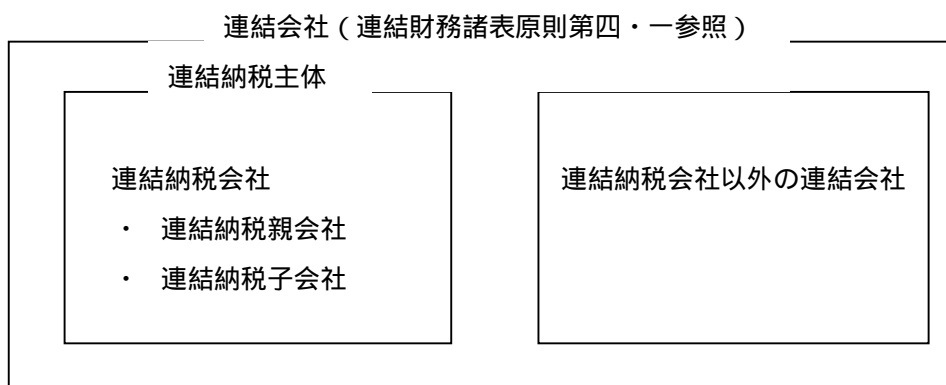 連結会社(連結財務諸表原則第四・一参照)
連結納税主体
連結納税会社
・ 連結納税親会社
・ 連結納税子会社
連結納税会社以外の連結会社